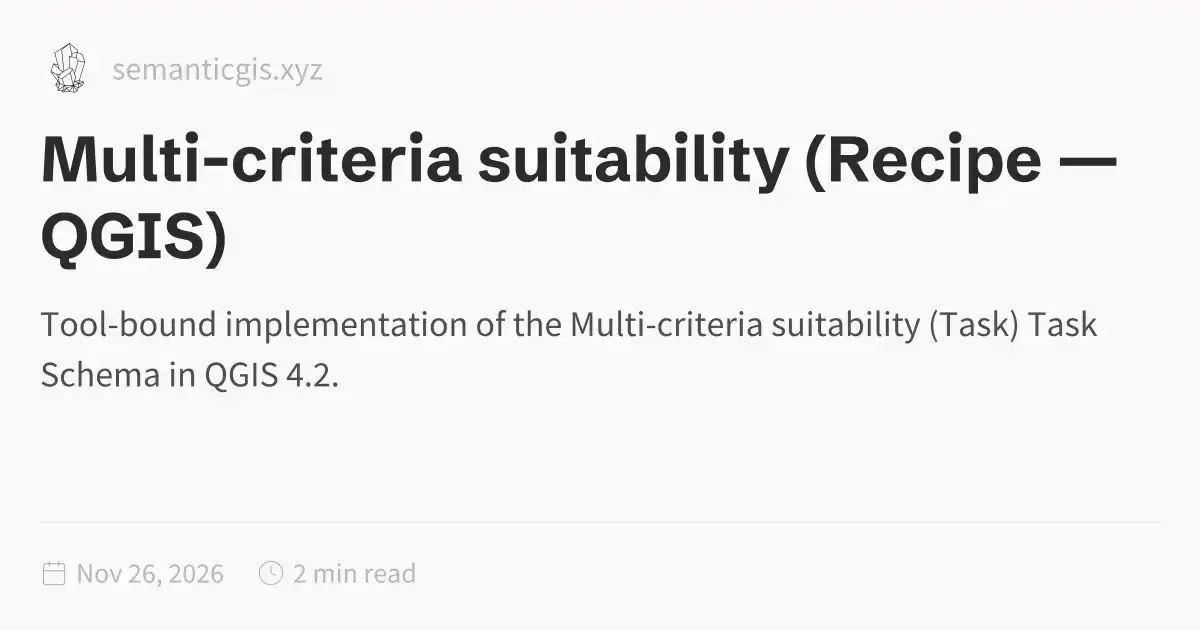 semanticgis.xyz
Multi-criteria suitability (Recipe —
QGIS)
Tool-bound implementation of the Multi-criteria suitability (Task) Task
Schema in QGIS 4.2.
Nov 26, 2026 2 min read